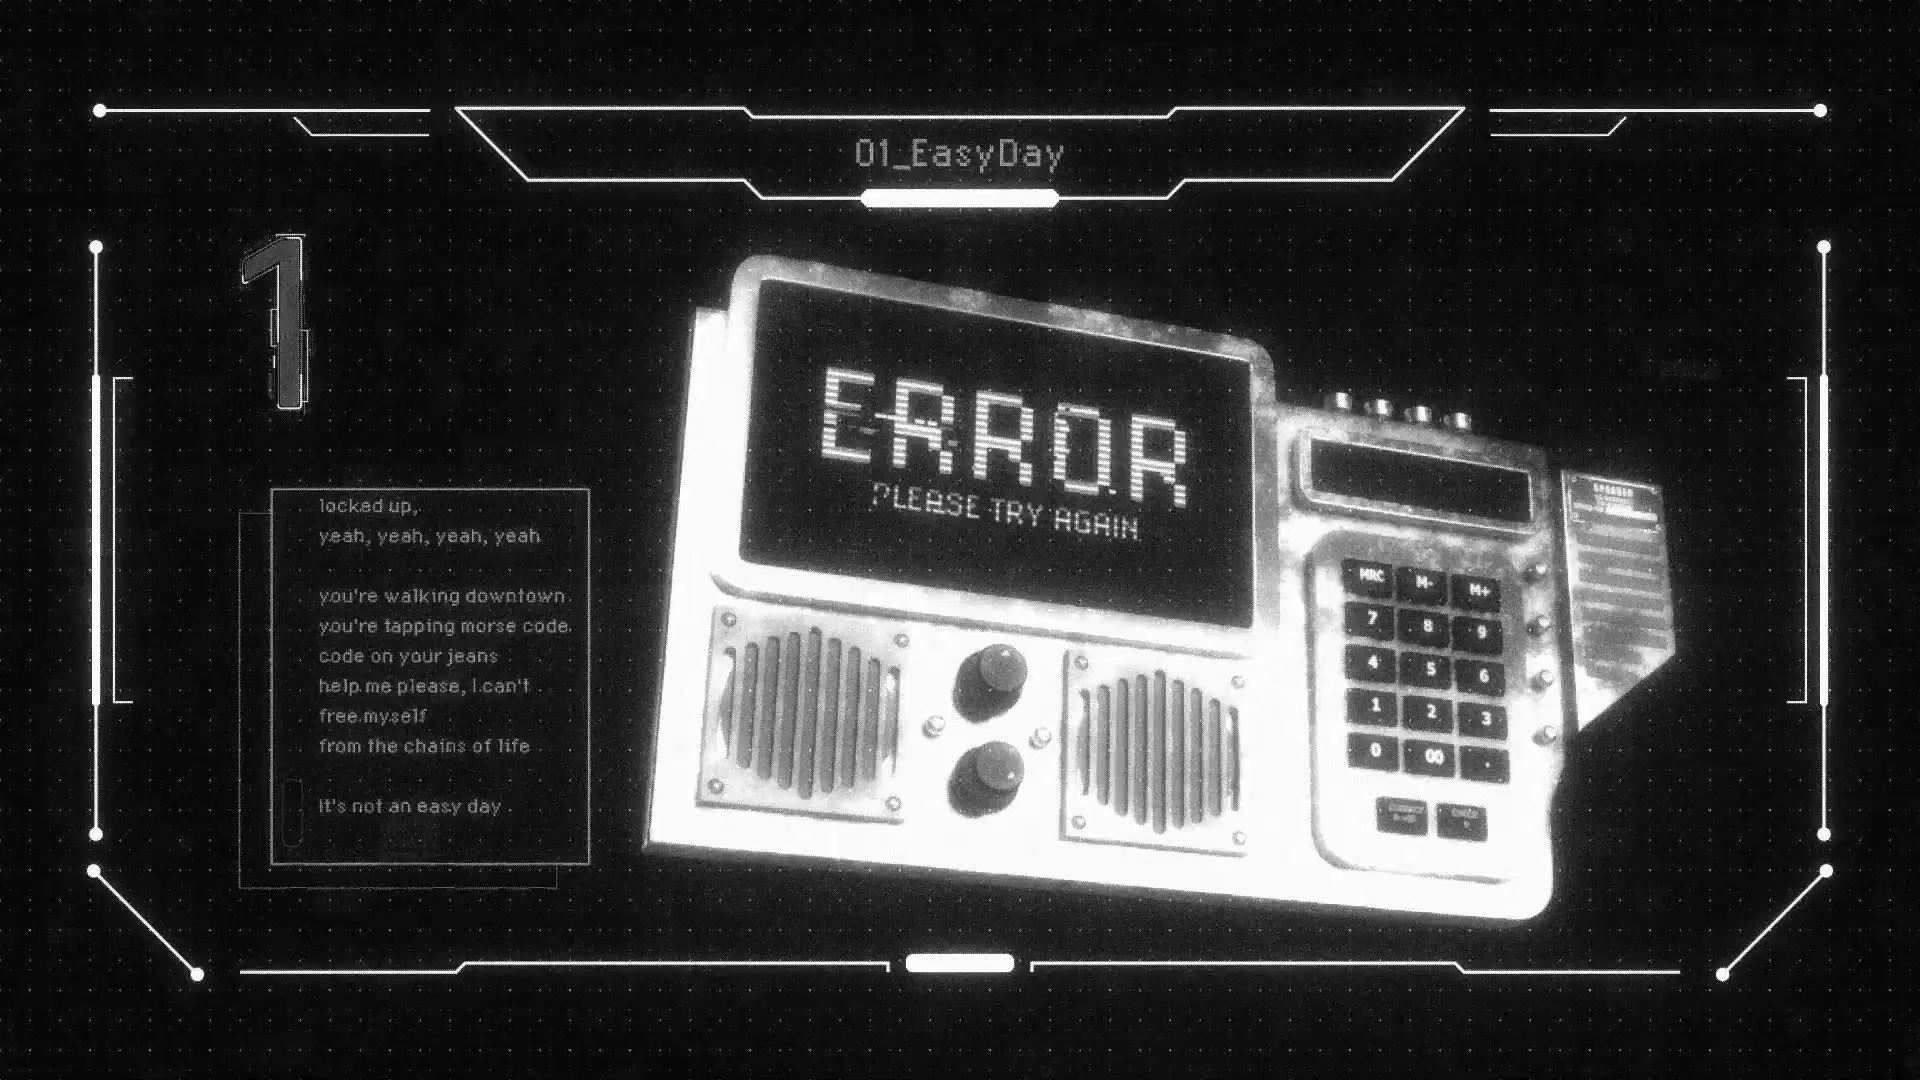 01_EasyDay
1
locked up,
yeah, yeah, yeah, yeah
you're walking downtown
you're tapping morse code
code on your jeans
help me please, I can't
free myself
from the chains of life
It's not an easy day
ERROR
PLEASE TRY AGAIN
MRC M- M+
7 8 9
4 5 6
1 2 3
0 00 .